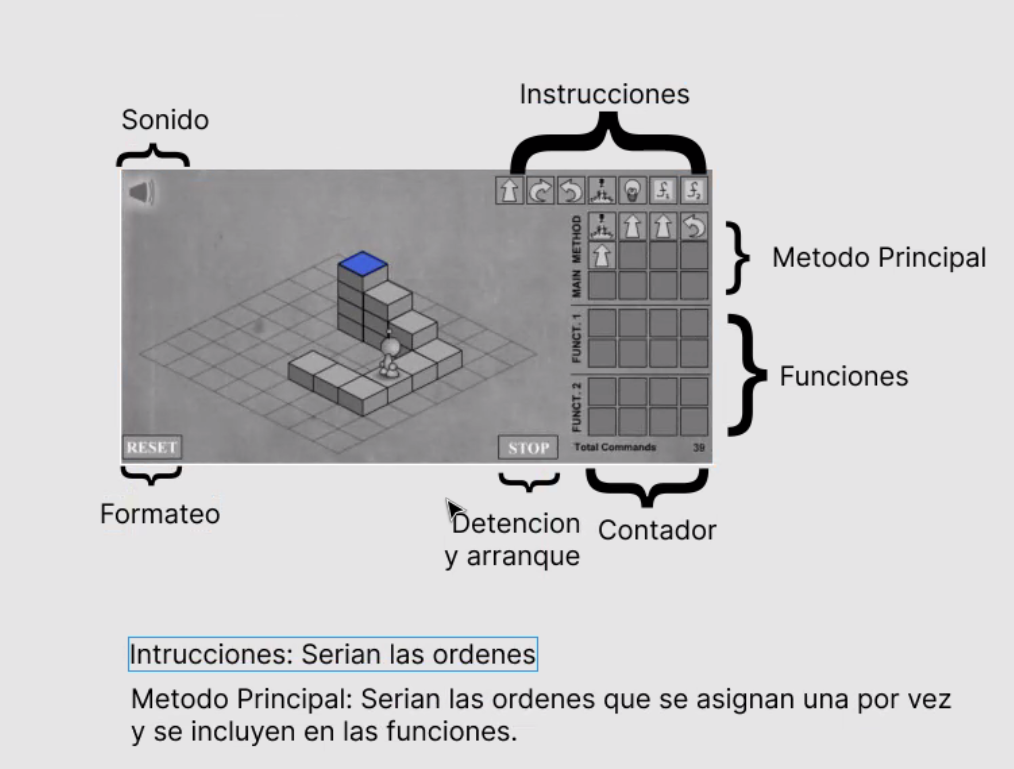 Instrucciones
Sonido
MAIN METHOD
Metodo Principal
FUNCT. 1
Funciones
FUNCT. 2
RESET
STOP
Total Commands 39
Formateo
Detencion
y arranque
Contador
Intrucciones: Serian las ordenes
Metodo Principal: Serian las ordenes que se asignan una por vez
y se incluyen en las funciones.